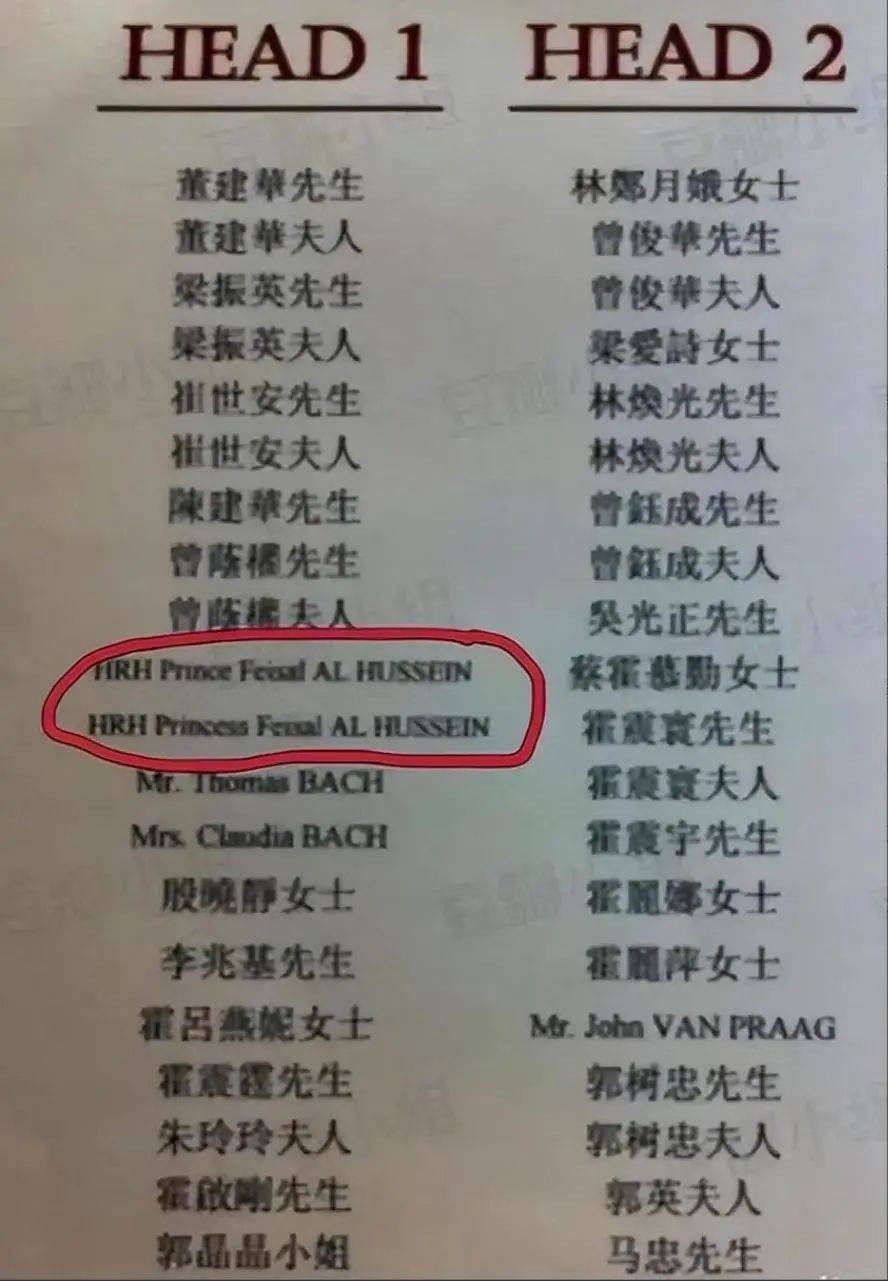 HEAD 1
董建華先生
董建華夫人
梁振英先生
梁振英夫人
崔世安先生
崔世安夫人
陳建華先生
曾蔭權先生
曾蔭權夫人
HRH Prince Feisal AL HUSSEIN
HRH Princess Feisal AL HUSSEIN
Mr. Thomas BACH
Mrs. Claudia BACH
殷曉靜女士
李兆基先生
霍呂燕妮女士
霍震霆先生
朱玲玲夫人
霍啟剛先生
郭晶晶小姐
HEAD 2
林鄭月娥女士
曾俊華先生
曾俊華夫人
梁愛詩女士
林煥光先生
林煥光夫人
曾鈺成先生
曾鈺成夫人
吳光正先生
蔡霍慕勤女士
霍震寰先生
霍震寰夫人
霍震宇先生
霍麗娜女士
霍麗萍女士
Mr. John VAN PRAAG
郭树忠先生
郭树忠夫人
郭英夫人
马忠先生